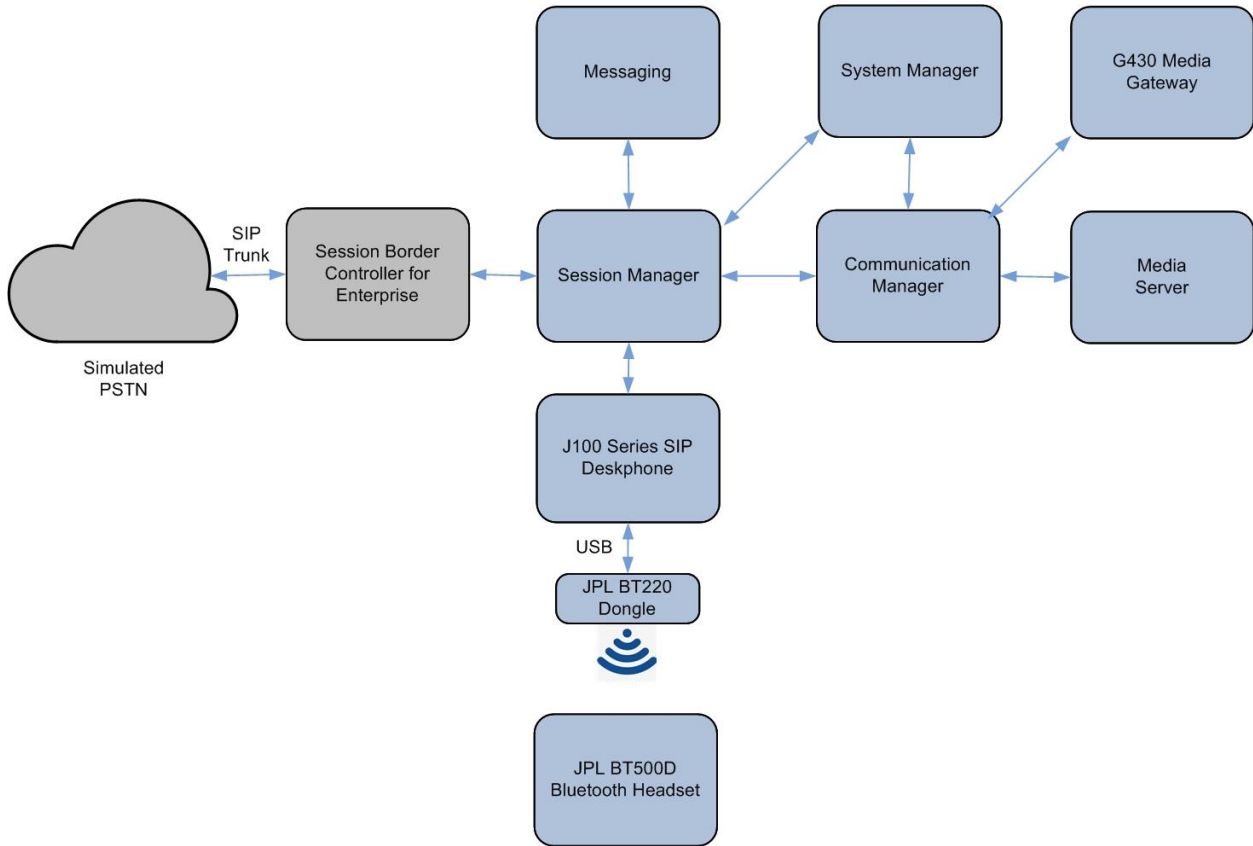 Messaging
System Manager
G430 Media
Gateway
SIP
Trunk
Session Border
Controller for
Enterprise
Session Manager
Communication
Manager
Media
Server
Simulated
PSTN
J100 Series SIP
Deskphone
USB
JPL BT220
Dongle
JPL BT500D
Bluetooth Headset